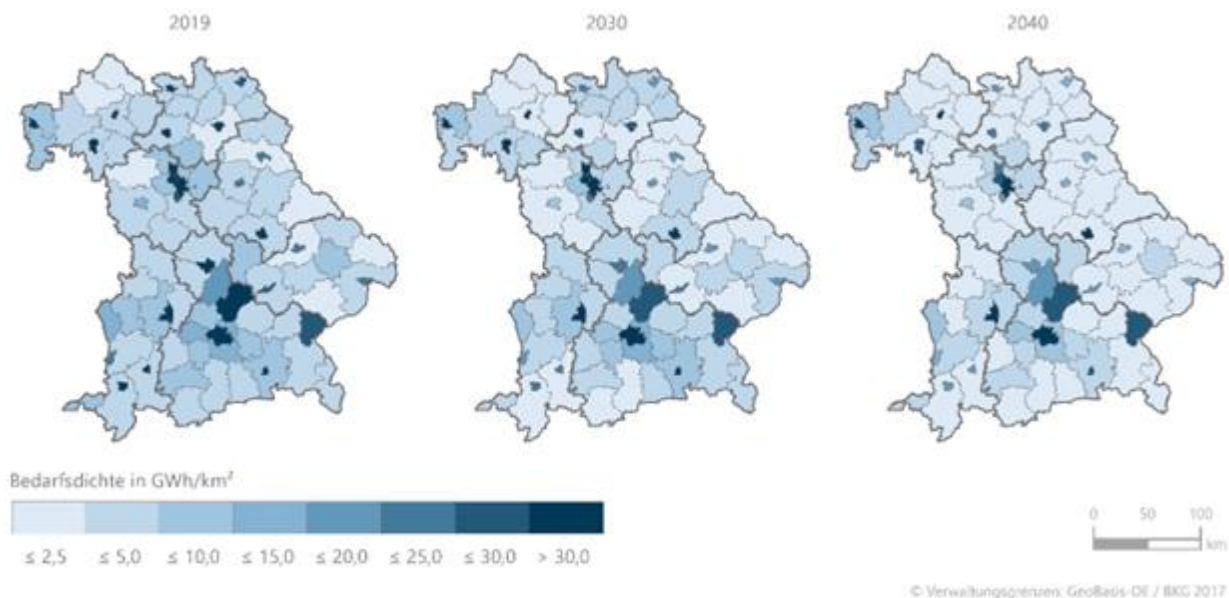 2019 2030 2040
Bedarfsdichte in GWh/km²
≤ 2,5 ≤ 5,0 ≤ 10,0 ≤ 15,0 ≤ 20,0 ≤ 25,0 ≤ 30,0 > 30,0
0 50 100
km
© Verwaltungsgrenzen: GeoBasis-DE / BKG 2017